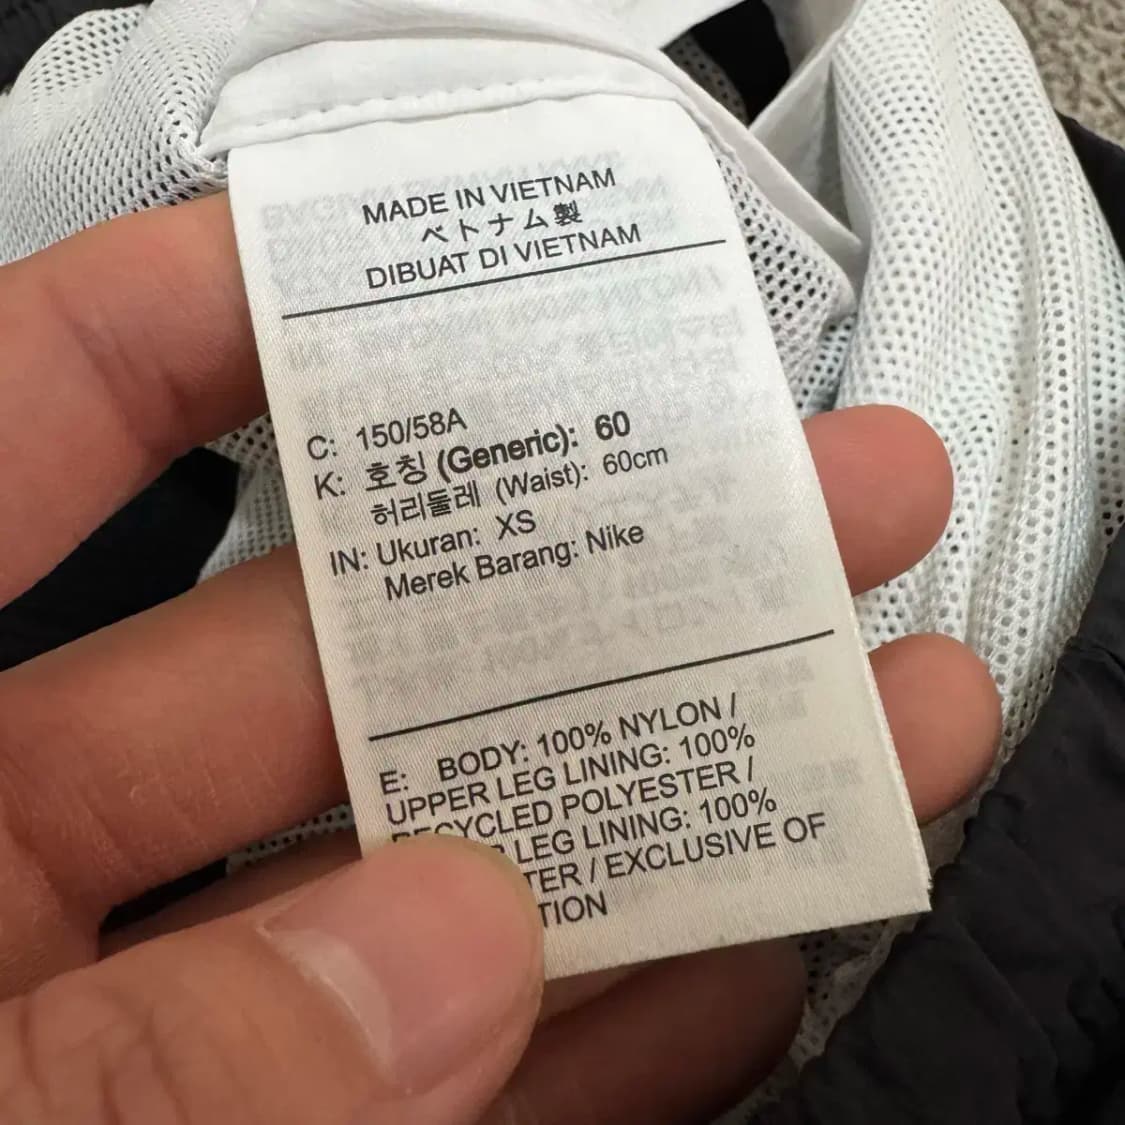 MADE IN VIETNAM
ベトナム製
DIBUAT DI VIETNAM
C: 150/58A
K: 호칭 (Generic): 60
허리둘레 (Waist): 60cm
IN: Ukuran: XS
Merek Barang: Nike
E: BODY: 100% NYLON /
UPPER LEG LINING: 100%
RECYCLED POLYESTER /
LEG LINING: 100%
/ EXCLUSIVE OF